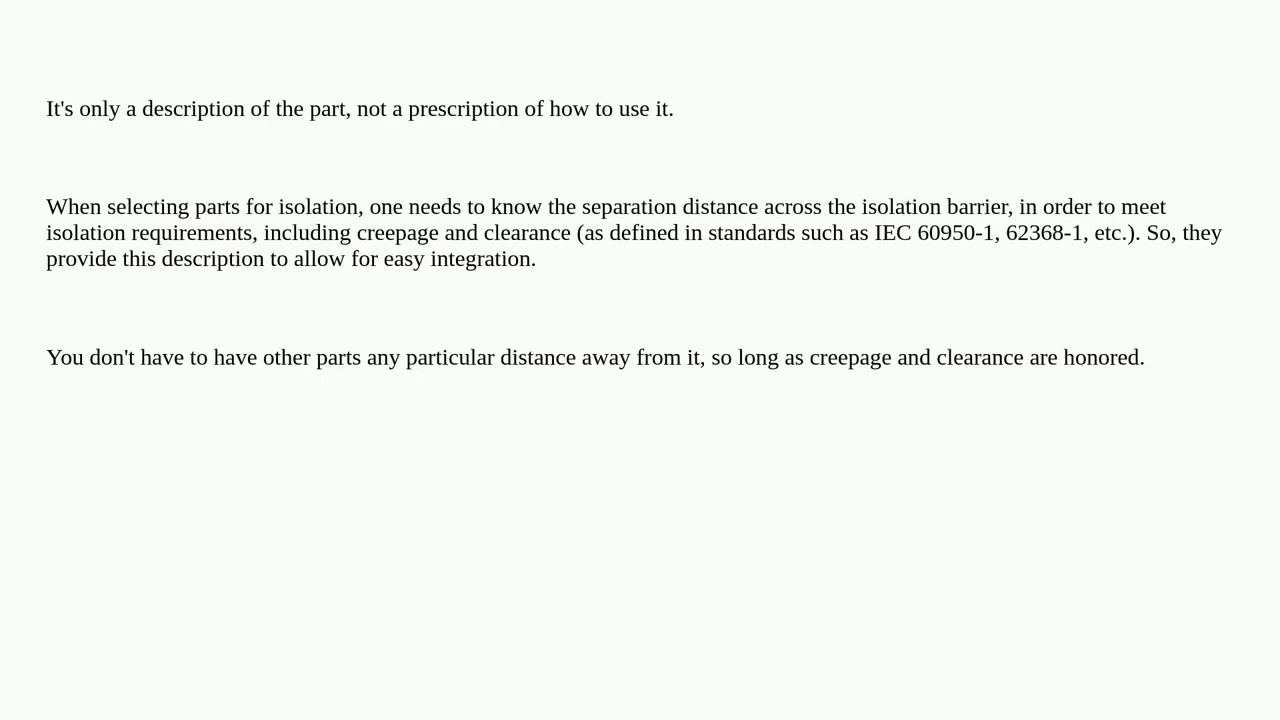 It's only a description of the part, not a prescription of how to use it.
When selecting parts for isolation, one needs to know the separation distance across the isolation barrier, in order to meet
isolation requirements, including creepage and clearance (as defined in standards such as IEC 60950-1, 62368-1, etc.). So, they
provide this description to allow for easy integration.
You don't have to have other parts any particular distance away from it, so long as creepage and clearance are honored.